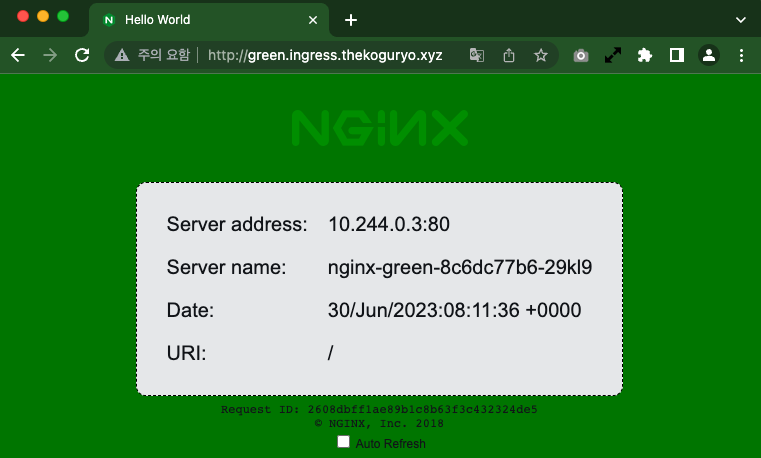 Hello World
주의 요함 http://green.ingress.thekoguryo.xyz
NGINX
Server address: 10.244.0.3:80
Server name: nginx-green-8c6dc77b6-29kl9
Date: 30/Jun/2023:08:11:36 +0000
URI: /
Request ID: 2608dbff1ae89b1c8b63f3c432324de5
© NGINX, Inc. 2018
Auto Refresh